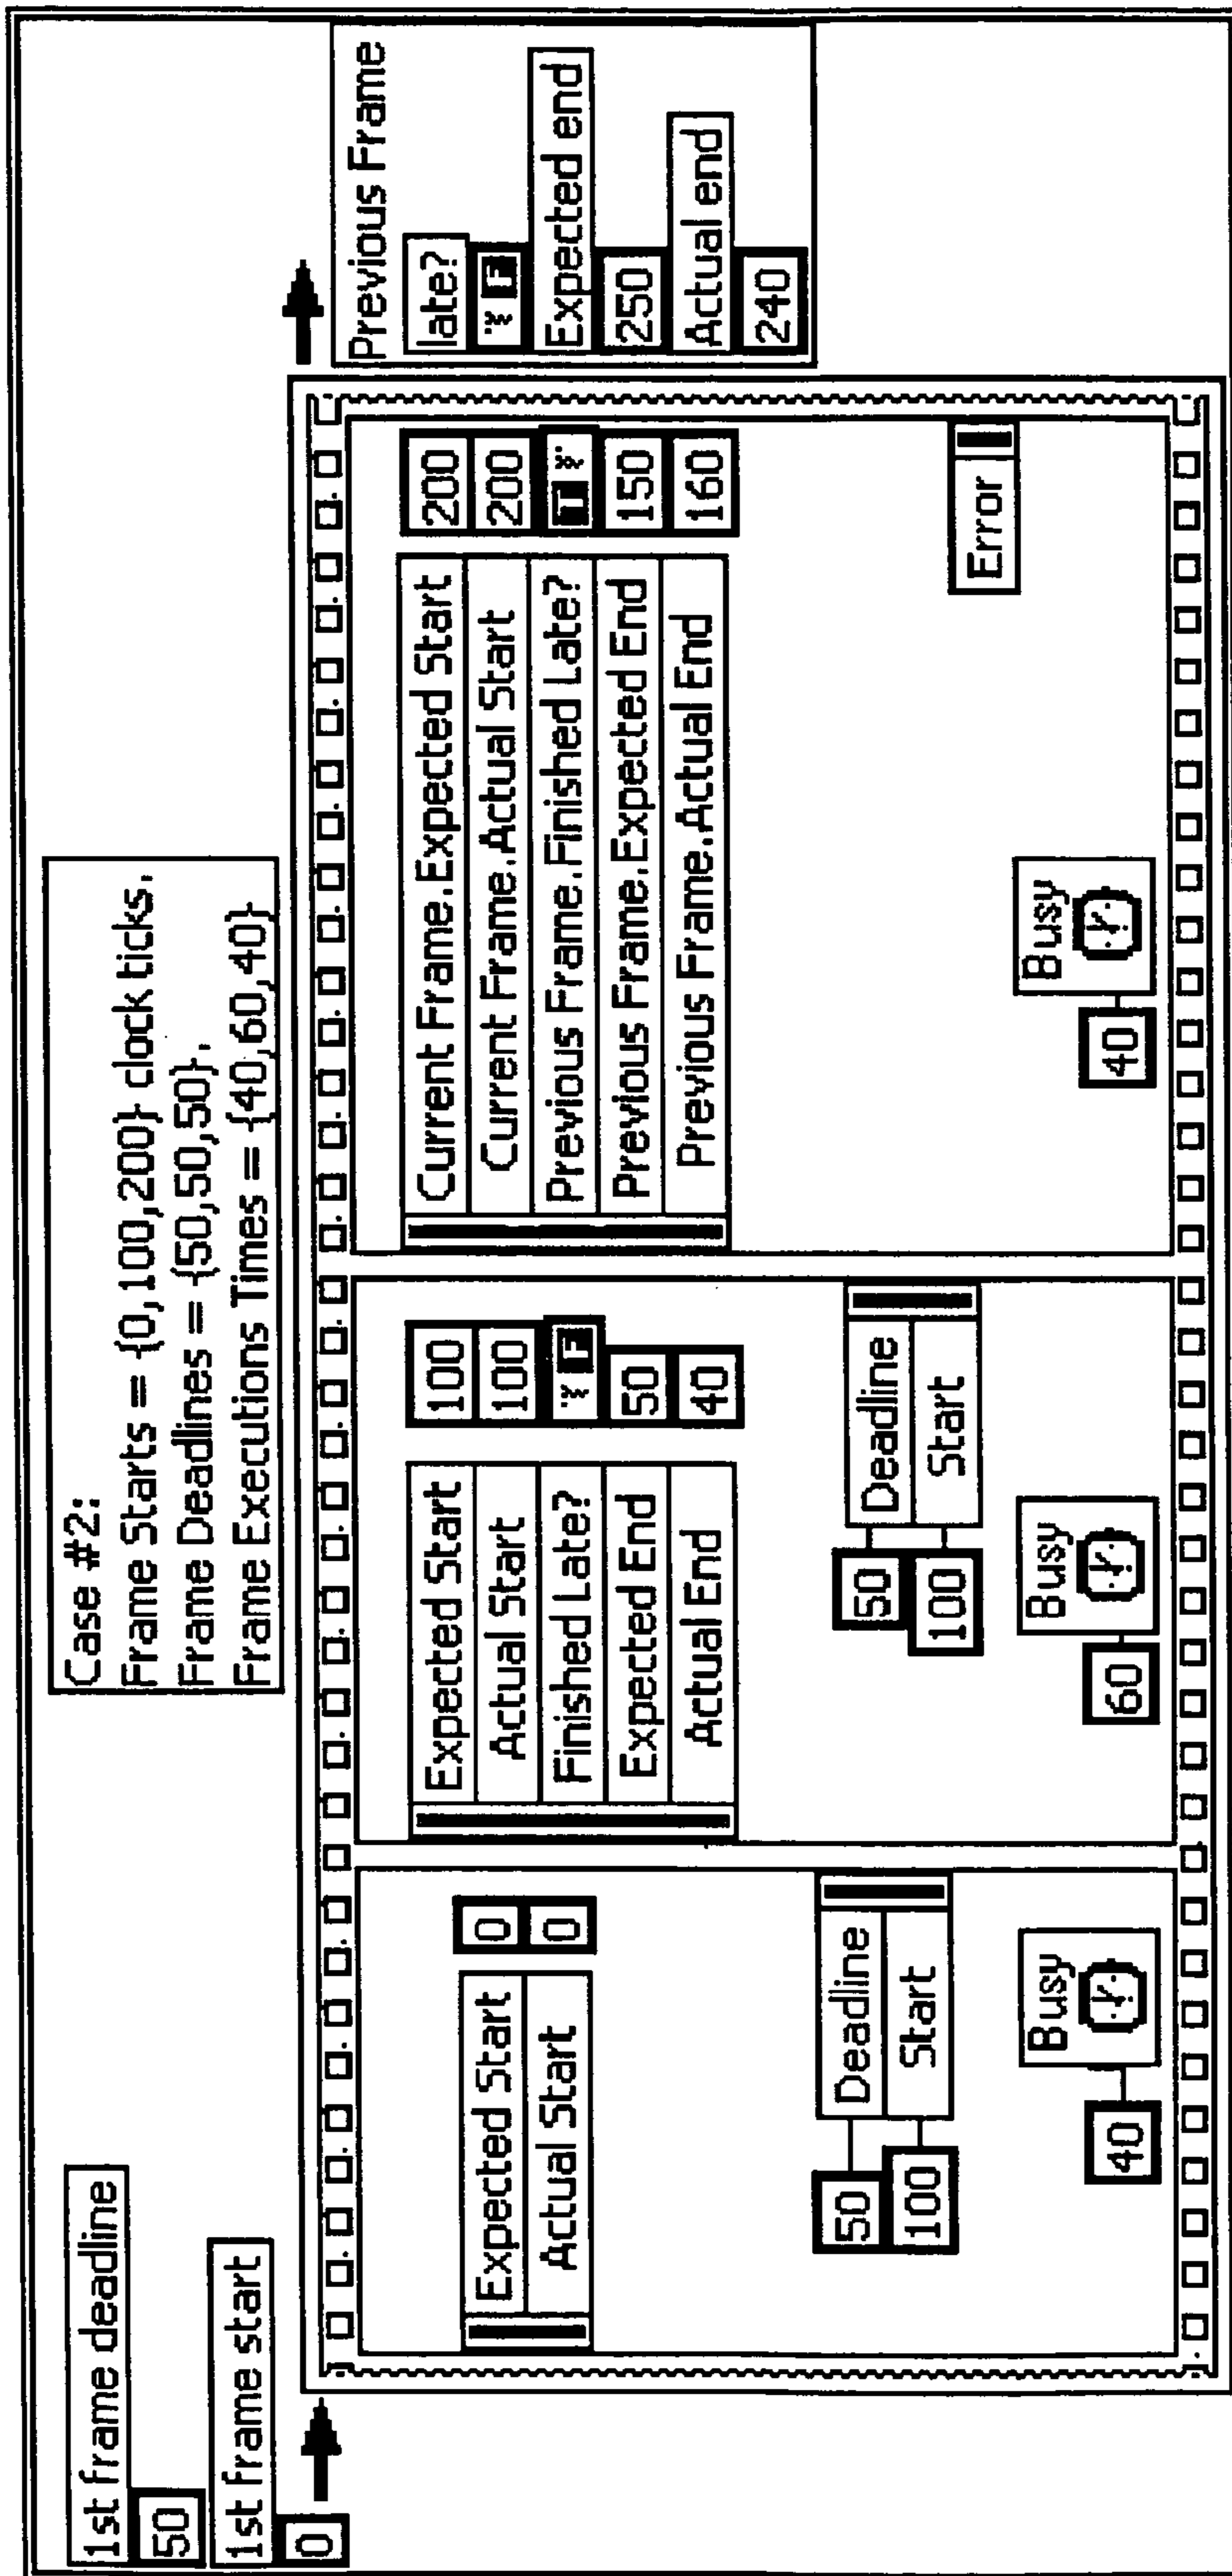 1st frame deadline
50
1st frame start
0
Case #2:
Frame Starts = {0,100,200} clock ticks.
Frame Deadlines = {50,50,50}.
Frame Executions Times = {40,60,40}
Expected Start
0
Actual Start
0
50
Deadline
100
Start
Busy
40
Expected Start
100
Actual Start
100
Finished Late?
F
Expected End
50
Actual End
40
50
Deadline
100
Start
Busy
60
Current Frame.Expected Start
200
Current Frame.Actual Start
200
Previous Frame.Finished Late?
T
Previous Frame.Expected End
150
Previous Frame.Actual End
160
Error
Busy
40
Previous Frame
late?
F
Expected end
250
Actual end
240